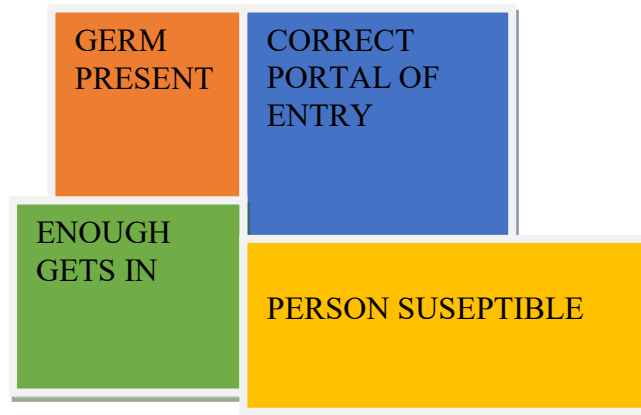 GERM
PRESENT
CORRECT
PORTAL OF
ENTRY
ENOUGH
GETS IN
PERSON SUSEPTIBLE